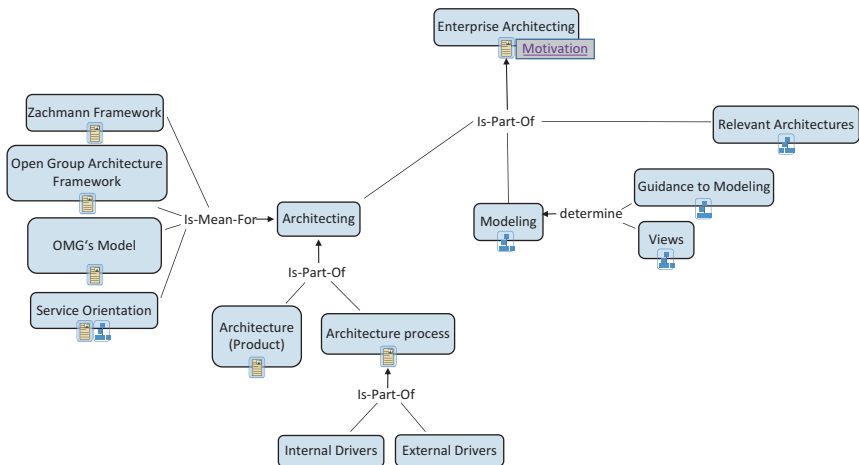 Enterprise Architecting
Motivation
Zachmann Framework
Is-Part-Of
Relevant Architectures
Open Group Architecture
Framework
Guidance to Modeling
Is-Mean-For
Architecting
Modeling
determine
OMG's Model
Views
Is-Part-Of
Service Orientation
Architecture
(Product)
Architecture process
Is-Part-Of
Internal Drivers
External Drivers